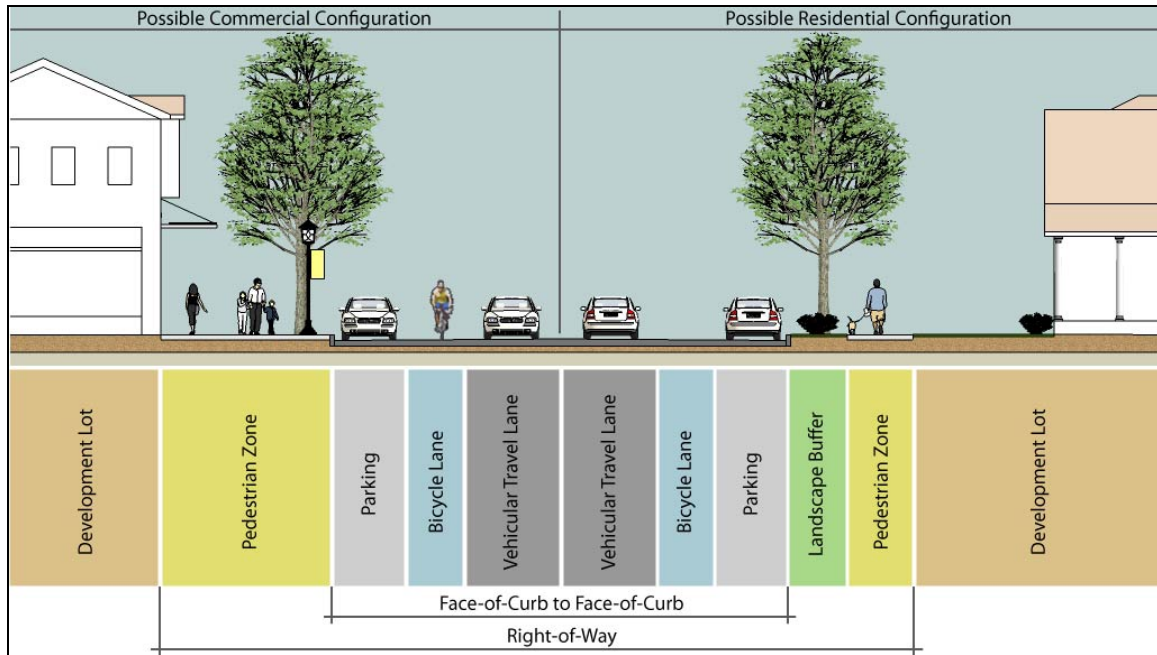 Possible Commercial Configuration
Possible Residential Configuration
Development Lot
Pedestrian Zone
Parking
Bicycle Lane
Vehicular Travel Lane
Vehicular Travel Lane
Bicycle Lane
Parking
Landscape Buffer
Pedestrian Zone
Development Lot
Face-of-Curb to Face-of-Curb
Right-of-Way